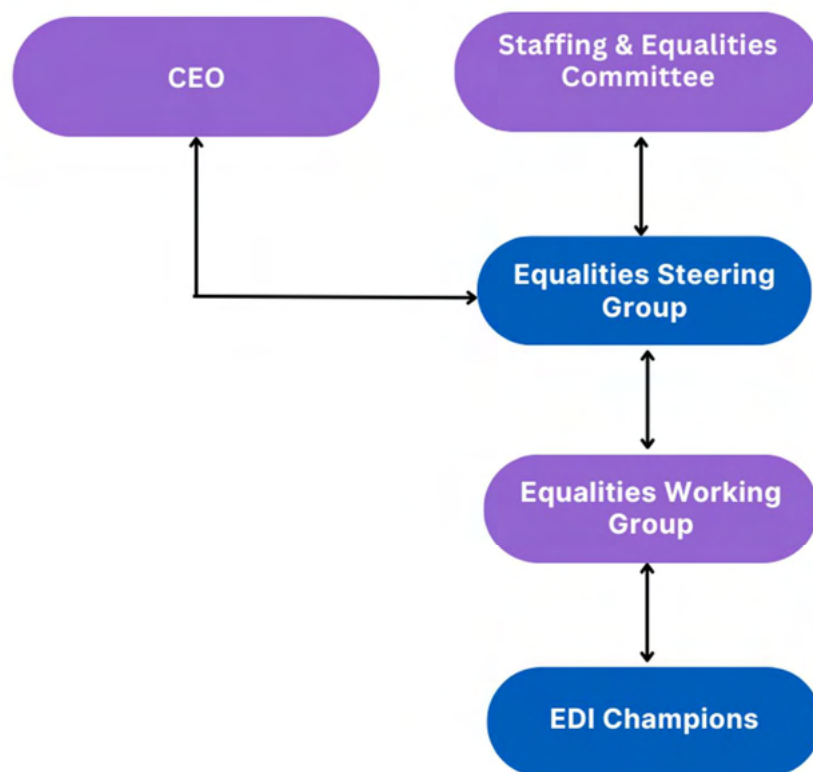 CEO
Staffing & Equalities
Committee
Equalities Steering
Group
Equalities Working
Group
EDI Champions